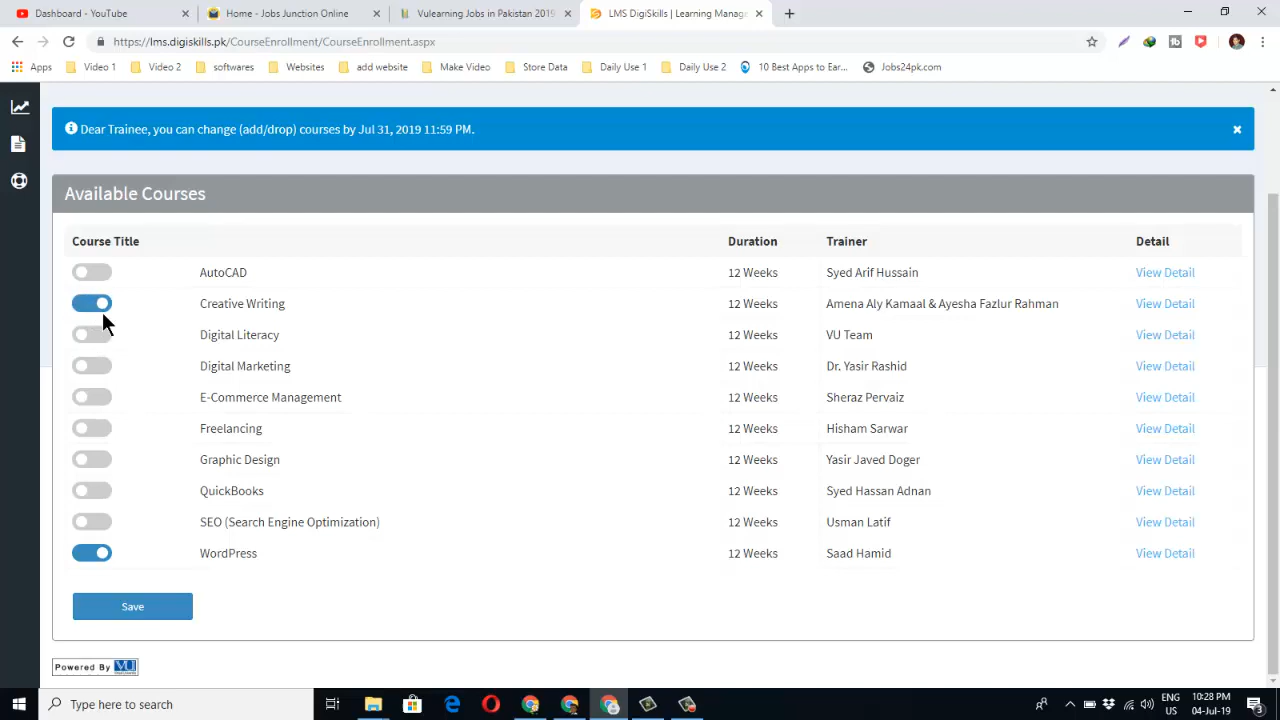 Dashboard - YouTube
Home - Jobs Junction Online
Vulearning Jobs in Pakistan 2019
LMS DigiSkills | Learning Manage
https://lms.digiskills.pk/CourseEnrollment/CourseEnrollment.aspx
Apps Video 1 Video 2 softwares Websites add website Make Video Store Data Daily Use 1 Daily Use 2 10 Best Apps to Ear... Jobs24pk.com
Dear Trainee, you can change (add/drop) courses by Jul 31, 2019 11:59 PM.
Available Courses
Course Title Duration Trainer Detail
AutoCAD 12 Weeks Syed Arif Hussain View Detail
Creative Writing 12 Weeks Amena Aly Kamaal & Ayesha Fazlur Rahman View Detail
Digital Literacy 12 Weeks VU Team View Detail
Digital Marketing 12 Weeks Dr. Yasir Rashid View Detail
E-Commerce Management 12 Weeks Sheraz Pervaiz View Detail
Freelancing 12 Weeks Hisham Sarwar View Detail
Graphic Design 12 Weeks Yasir Javed Doger View Detail
QuickBooks 12 Weeks Syed Hassan Adnan View Detail
SEO (Search Engine Optimization) 12 Weeks Usman Latif View Detail
WordPress 12 Weeks Saad Hamid View Detail
Save
Powered By VU
Type here to search
ENG 10:28 PM
US 04-Jul-19 3